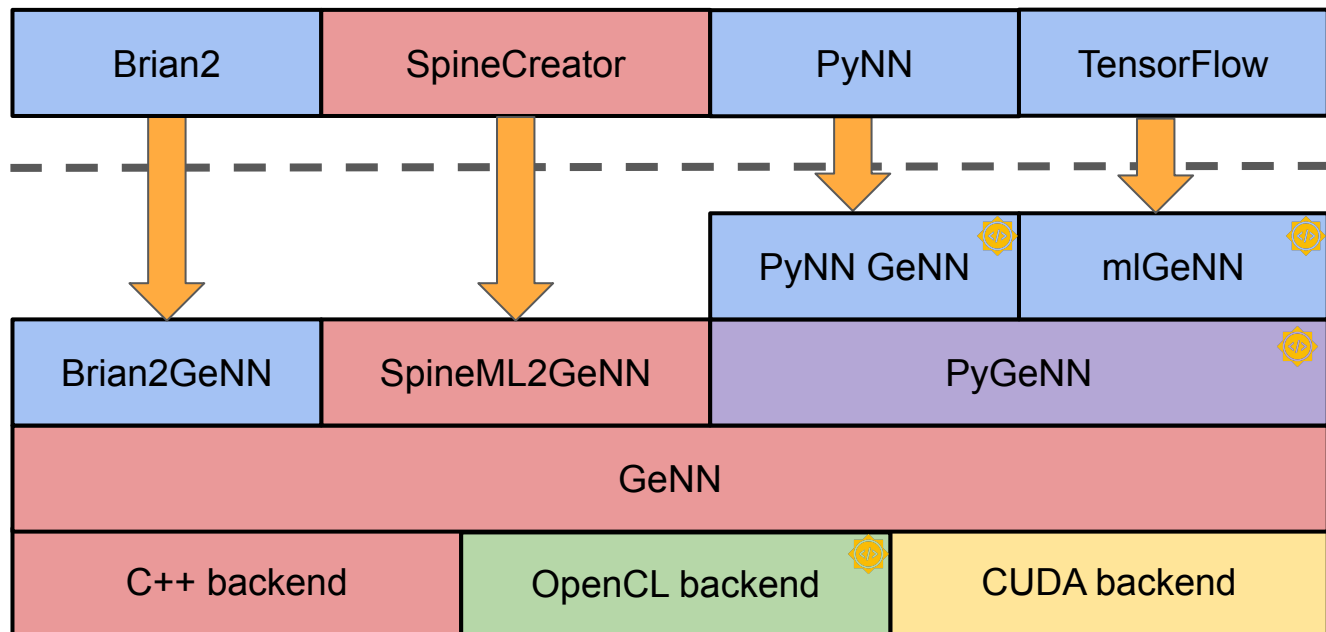 Brian2
SpineCreator
PyNN
TensorFlow
PyNN GeNN
</>
mlGeNN
</>
Brian2GeNN
SpineML2GeNN
PyGeNN
</>
GeNN
C++ backend
OpenCL backend
</>
CUDA backend